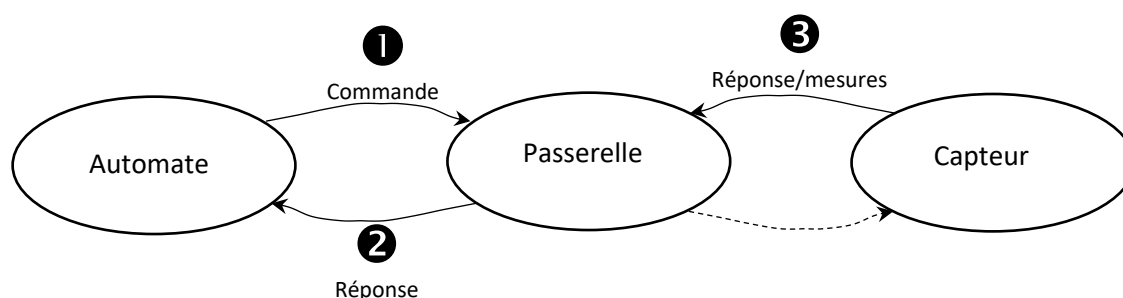 ❶
Commande
❸
Réponse/mesures
Automate
Passerelle
Capteur
❷
Réponse